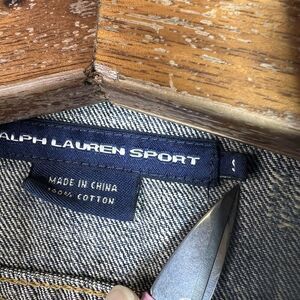 ALPH LAUREN SPORT
S
MADE IN CHINA
100% COTTON